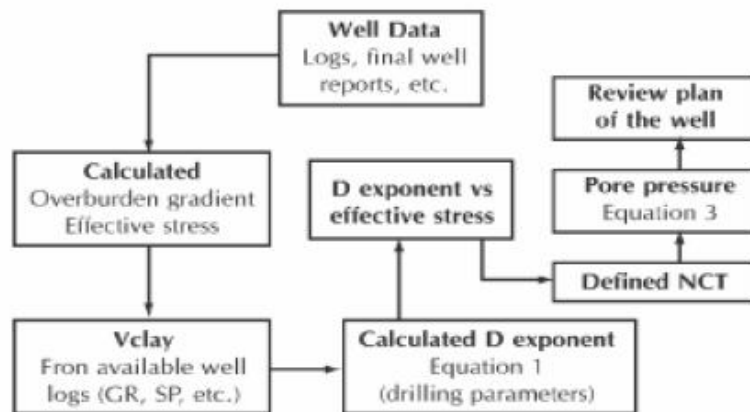 Well Data
Logs, final well
reports, etc.
Calculated
Overburden gradient
Effective stress
Vclay
Fron available well
logs (GR, SP, etc.)
Calculated D exponent
Equation 1
(drilling parameters)
D exponent vs
effective stress
Defined NCT
Pore pressure
Equation 3
Review plan
of the well